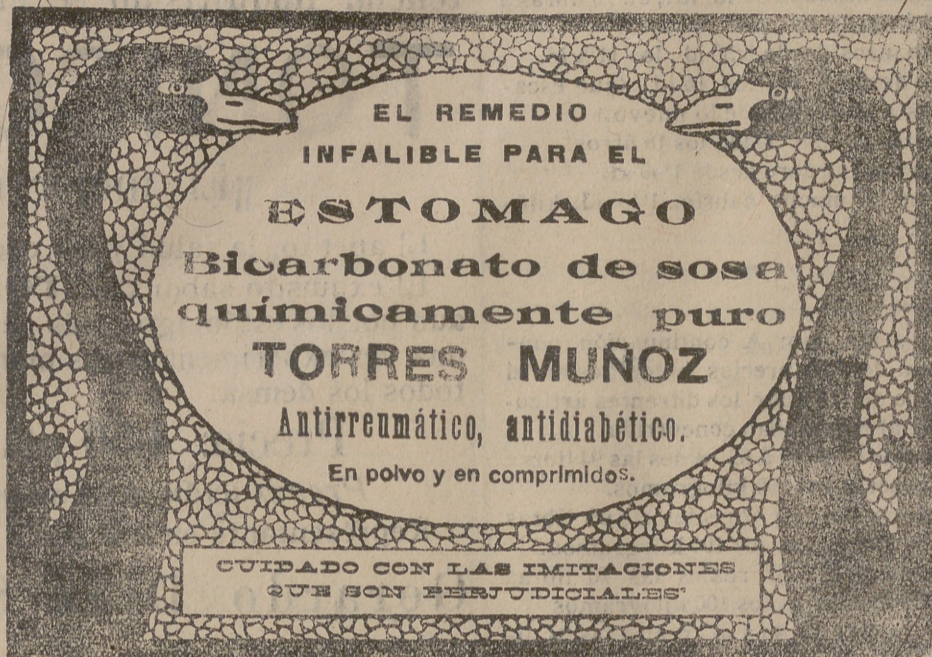 EL REMEDIO
INFALIBLE PARA EL
ESTOMAGO
Bicarbonato de sosa
químicamente puro
TORRES MUÑOZ
Antirreumático, antidiabético.
En polvo y en comprimidos.
CUIDADO CON LAS IMITACIONES
QUE SON PERJUDICIALES